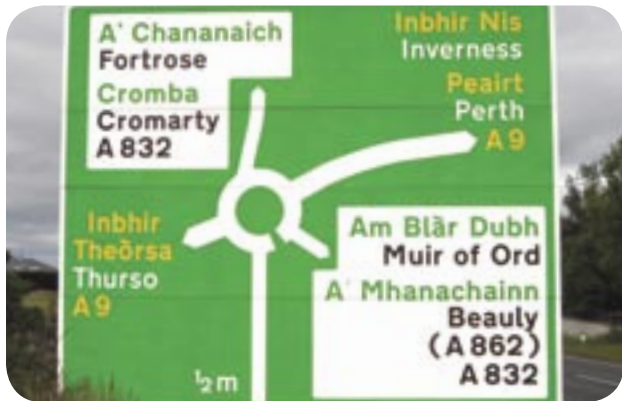 A' Chananaich
Fortrose
Cromba
Cromarty
A 832
Inbhir Nis
Inverness
Peairt
Perth
A 9
Inbhir
Theòrsa
Thurso
A 9
Am Blàr Dubh
Muir of Ord
A' Mhanachainn
Beauly
(A 862)
A 832
½ m